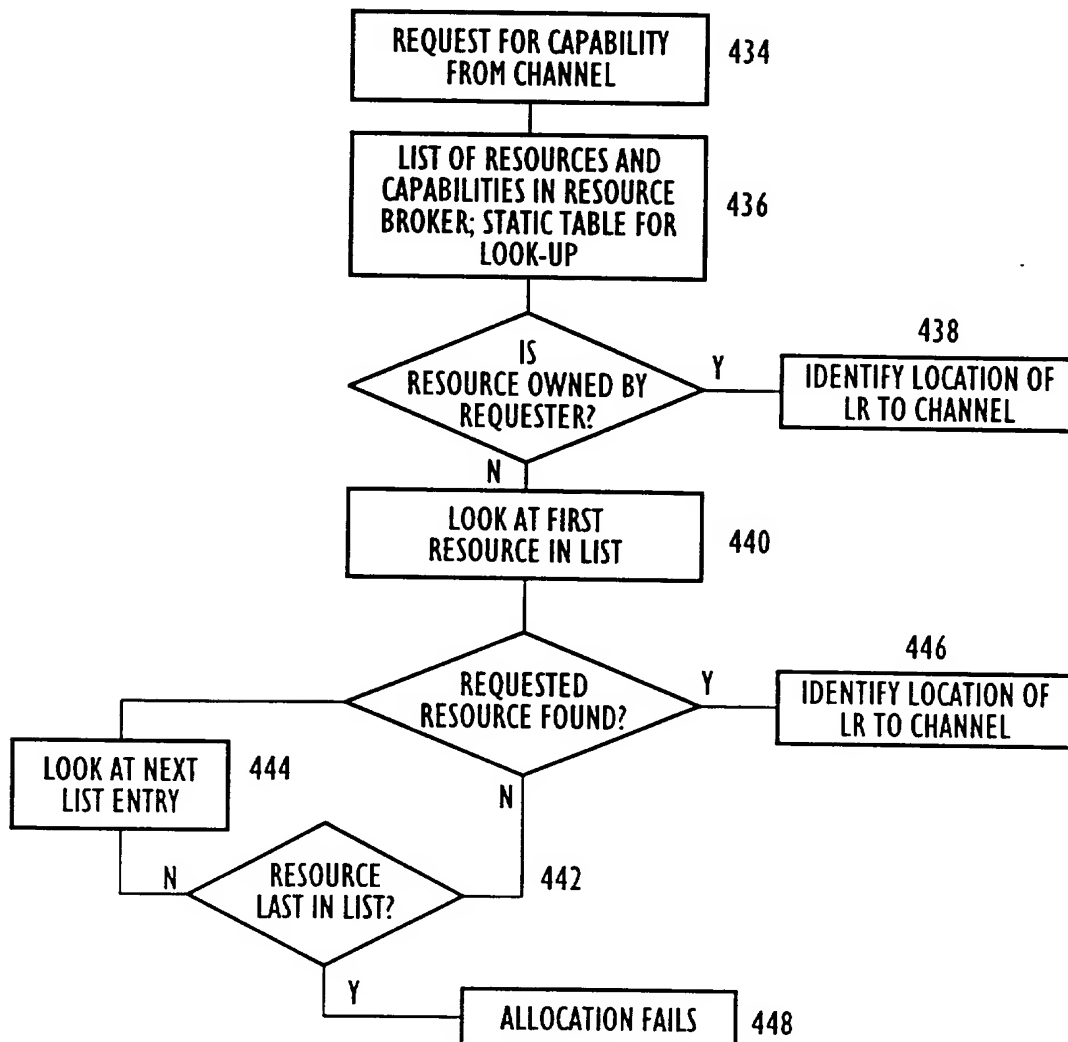 REQUEST FOR CAPABILITY
FROM CHANNEL
434
LIST OF RESOURCES AND
CAPABILITIES IN RESOURCE
BROKER; STATIC TABLE FOR
LOOK-UP
436
IS
RESOURCE OWNED BY
REQUESTER?
Y
438
IDENTIFY LOCATION OF
LR TO CHANNEL
N
LOOK AT FIRST
RESOURCE IN LIST
440
REQUESTED
RESOURCE FOUND?
Y
446
IDENTIFY LOCATION OF
LR TO CHANNEL
N
LOOK AT NEXT
LIST ENTRY
444
N
RESOURCE
LAST IN LIST?
442
Y
ALLOCATION FAILS
448